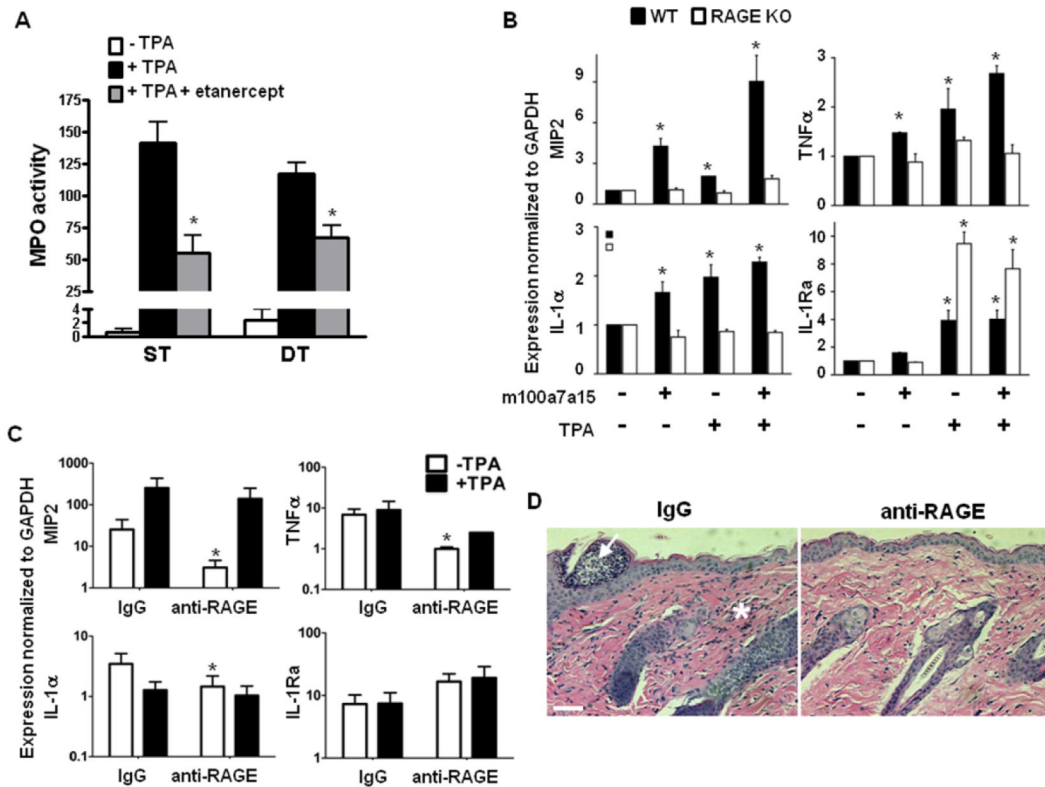 A
- TPA
+ TPA
+ TPA + etanercept
MPO activity
175
150
125
100
75
50
25
4
2
0
*
*
ST DT
B
WT RAGE KO
Expression normalized to GAPDH
MIP2
9
6
3
0
* * *
TNFα
3
2
1
0
* * *
IL-1α
3
2
1
0
* * *
IL-1Ra
10
8
6
4
2
0
* * * *
m100a7a15 - + - +
TPA - - + +
C
-TPA
+TPA
Expression normalized to GAPDH
MIP2
1000
100
10
1
*
IgG anti-RAGE
TNFα
100
10
1
0.1
*
IgG anti-RAGE
IL-1α
10
1
0.1
*
IgG anti-RAGE
IL-1Ra
100
10
1
IgG anti-RAGE
D
IgG anti-RAGE
*